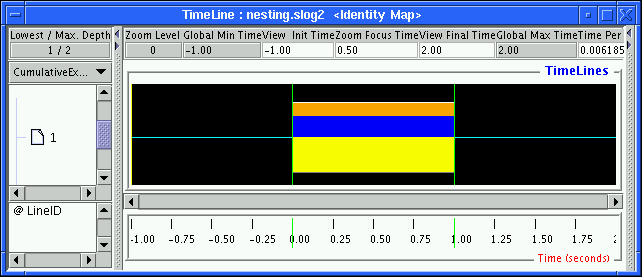 TimeLine : nesting.slog2 <Identity Map>
Lowest / Max. Depth
1 / 2
CumulativeEx...
1
@ LineID
Zoom Level Global Min TimeView Init TimeZoom Focus TimeView Final TimeGlobal Max TimeTime Per
0 -1.00 -1.00 0.50 2.00 2.00 0.006185
TimeLines
-1.00 -0.75 -0.50 -0.25 0.00 0.25 0.50 0.75 1.00 1.25 1.50 1.75 2
Time (seconds)